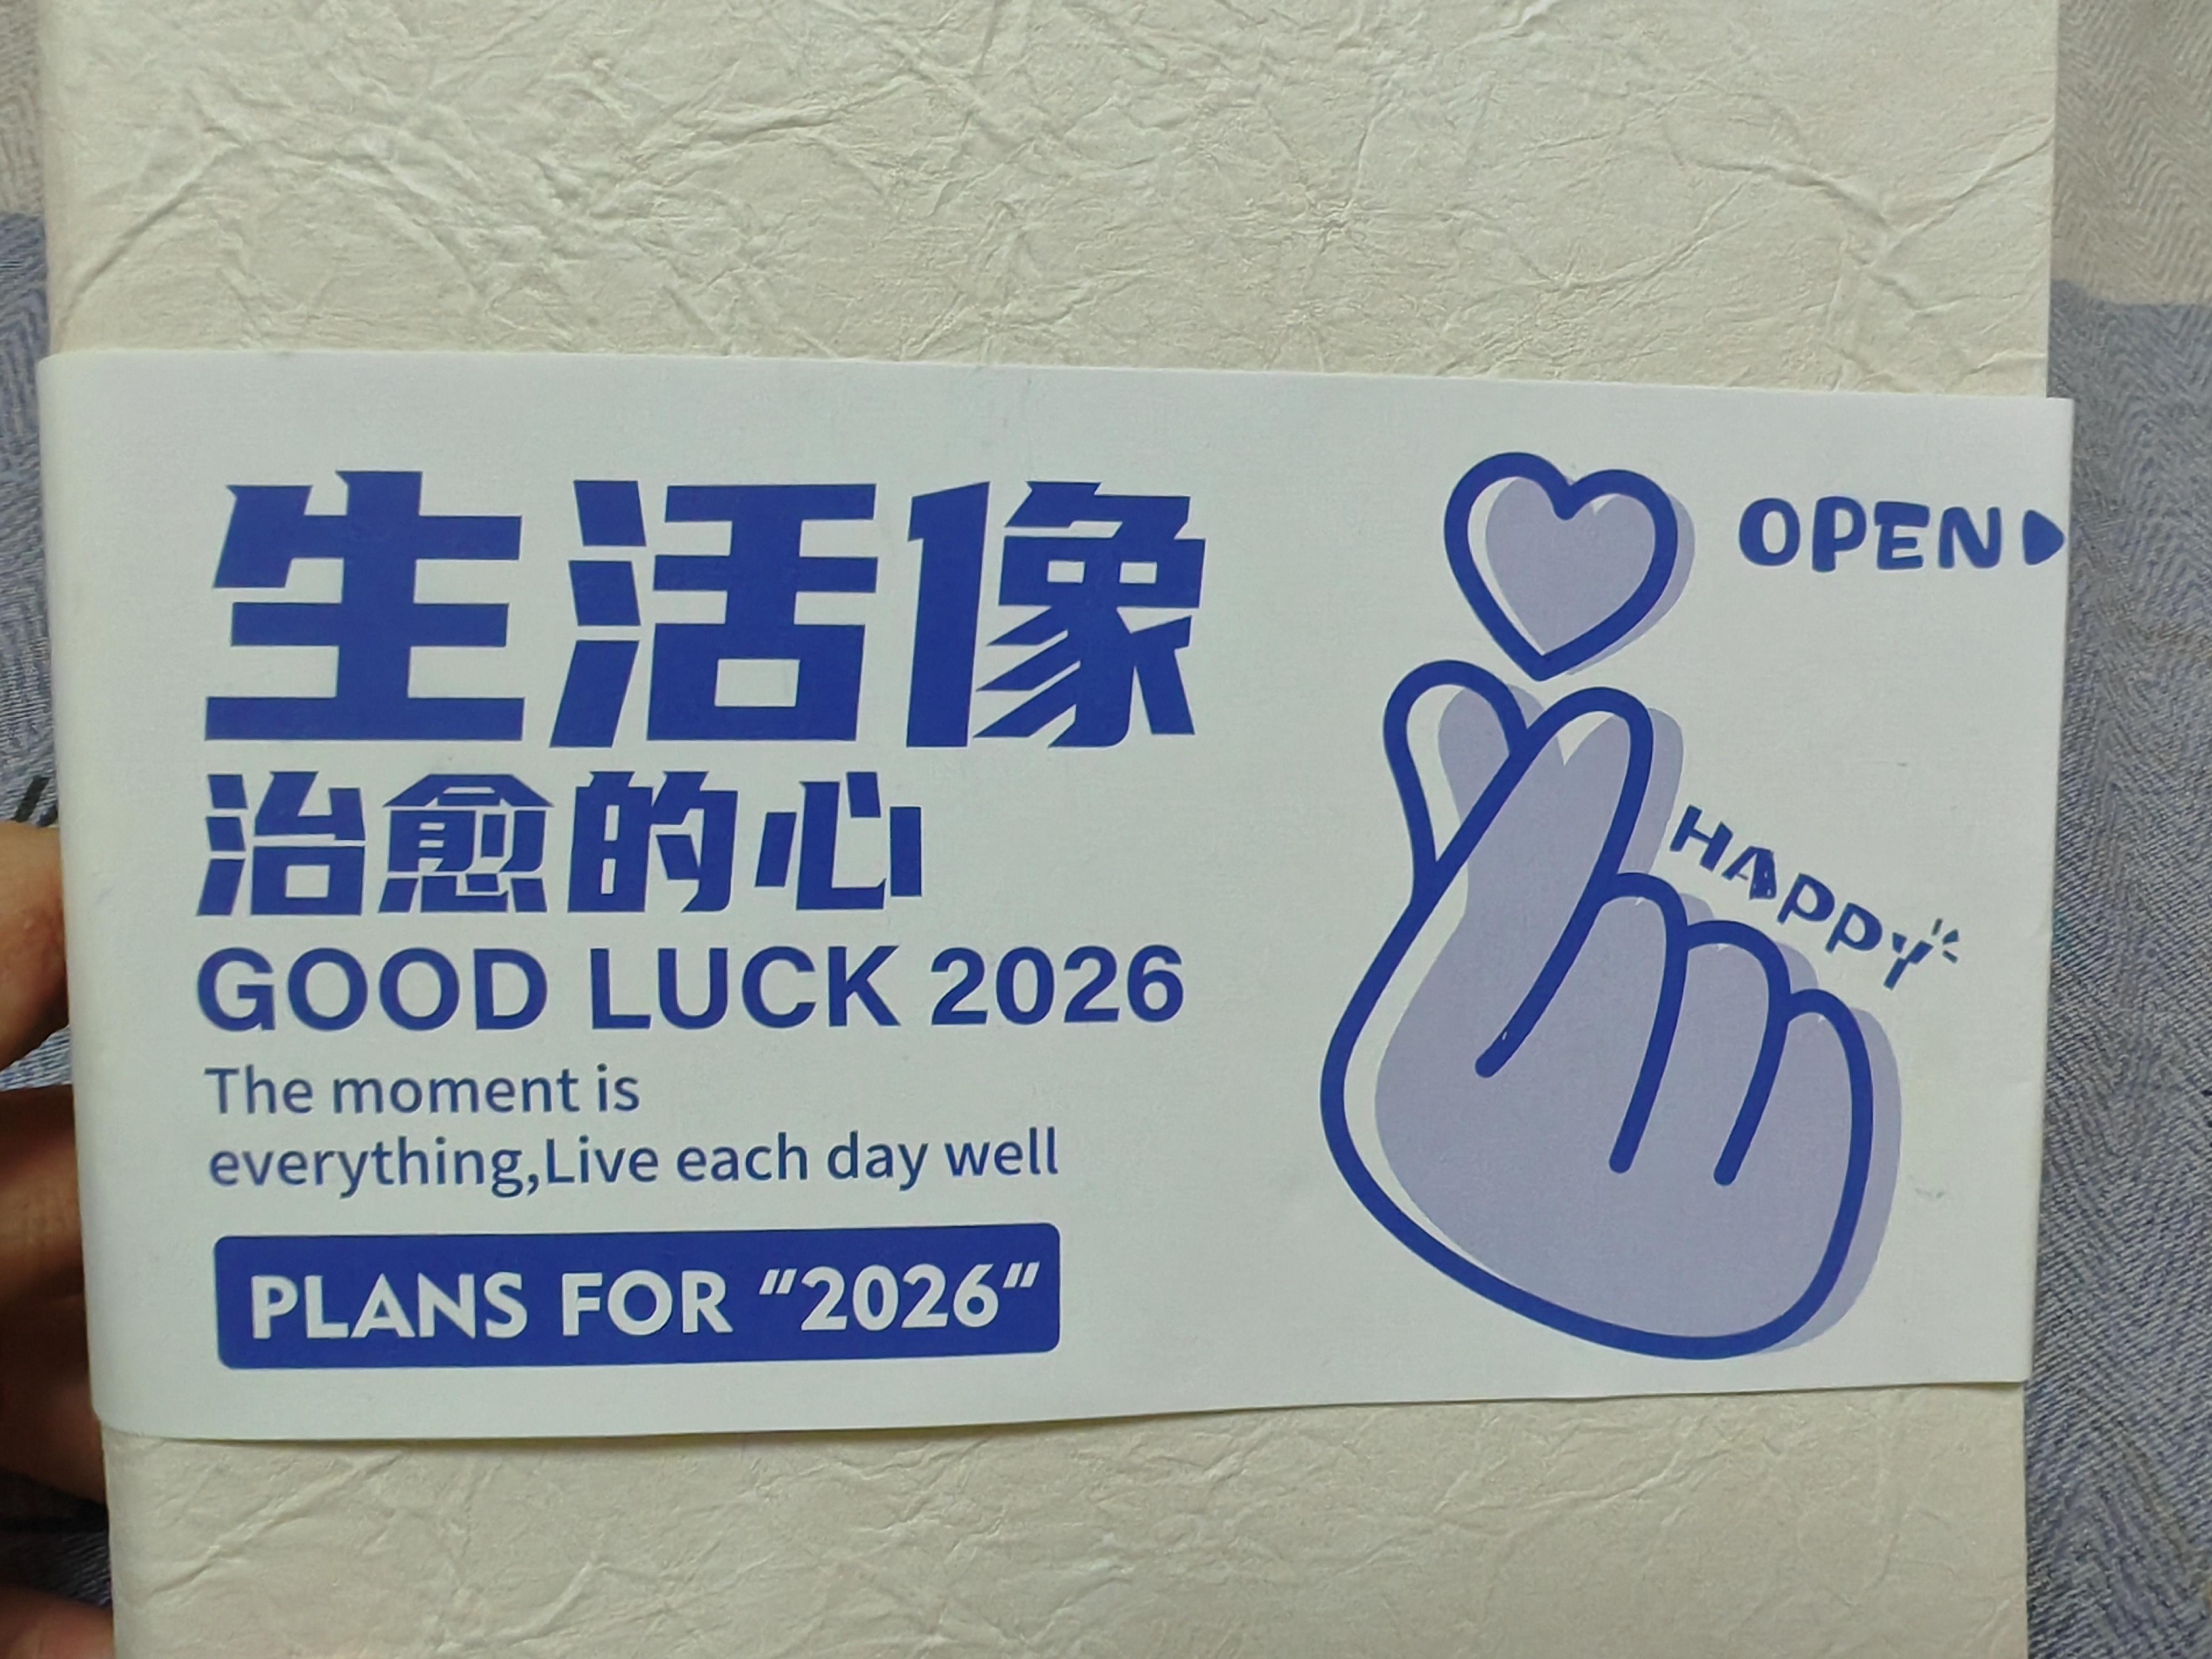 生活像
治愈的心
GOOD LUCK 2026
The moment is
everything,Live each day well
PLANS FOR "2026"
OPEN
HAPPY